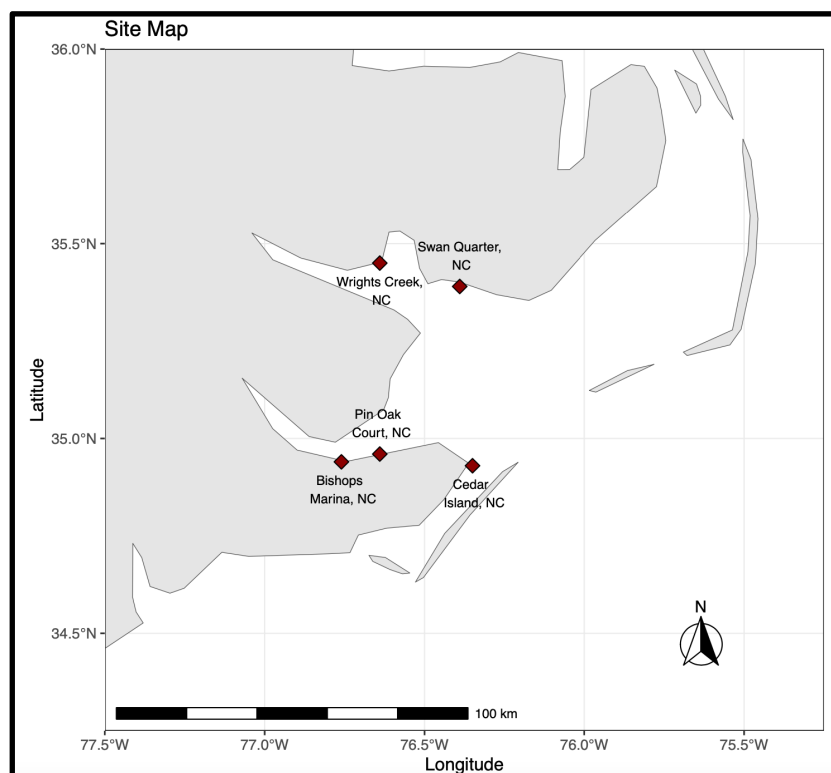 Site Map
36.0°N
35.5°N
Swan Quarter,
NC
Wrights Creek,
NC
Latitude
35.0°N
Pin Oak
Court, NC
Bishops
Marina, NC
Cedar
Island, NC
34.5°N
N
100 km
77.5°W
77.0°W
76.5°W
76.0°W
75.5°W
Longitude